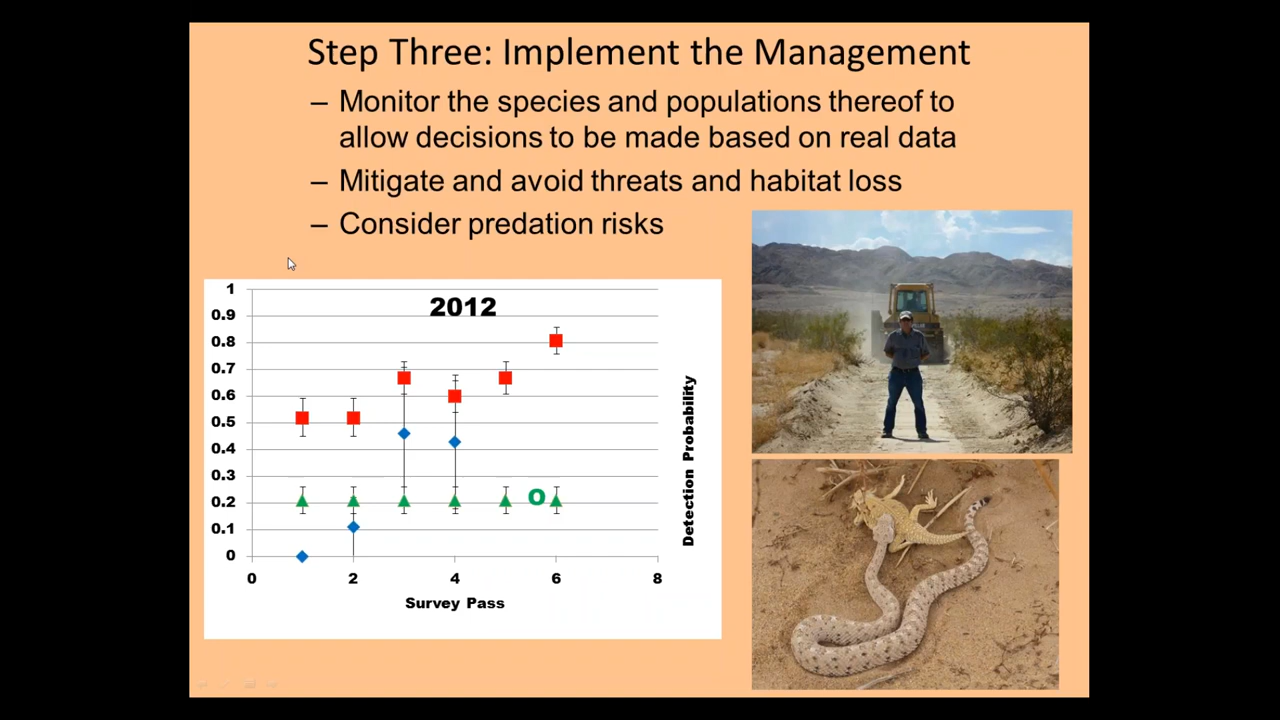 Step Three: Implement the Management
– Monitor the species and populations thereof to
allow decisions to be made based on real data
– Mitigate and avoid threats and habitat loss
– Consider predation risks
2012
1
0.9
0.8
0.7
0.6
0.5
0.4
0.3
0.2
0.1
0
O
0 2 4 6 8
Survey Pass
Detection Probability